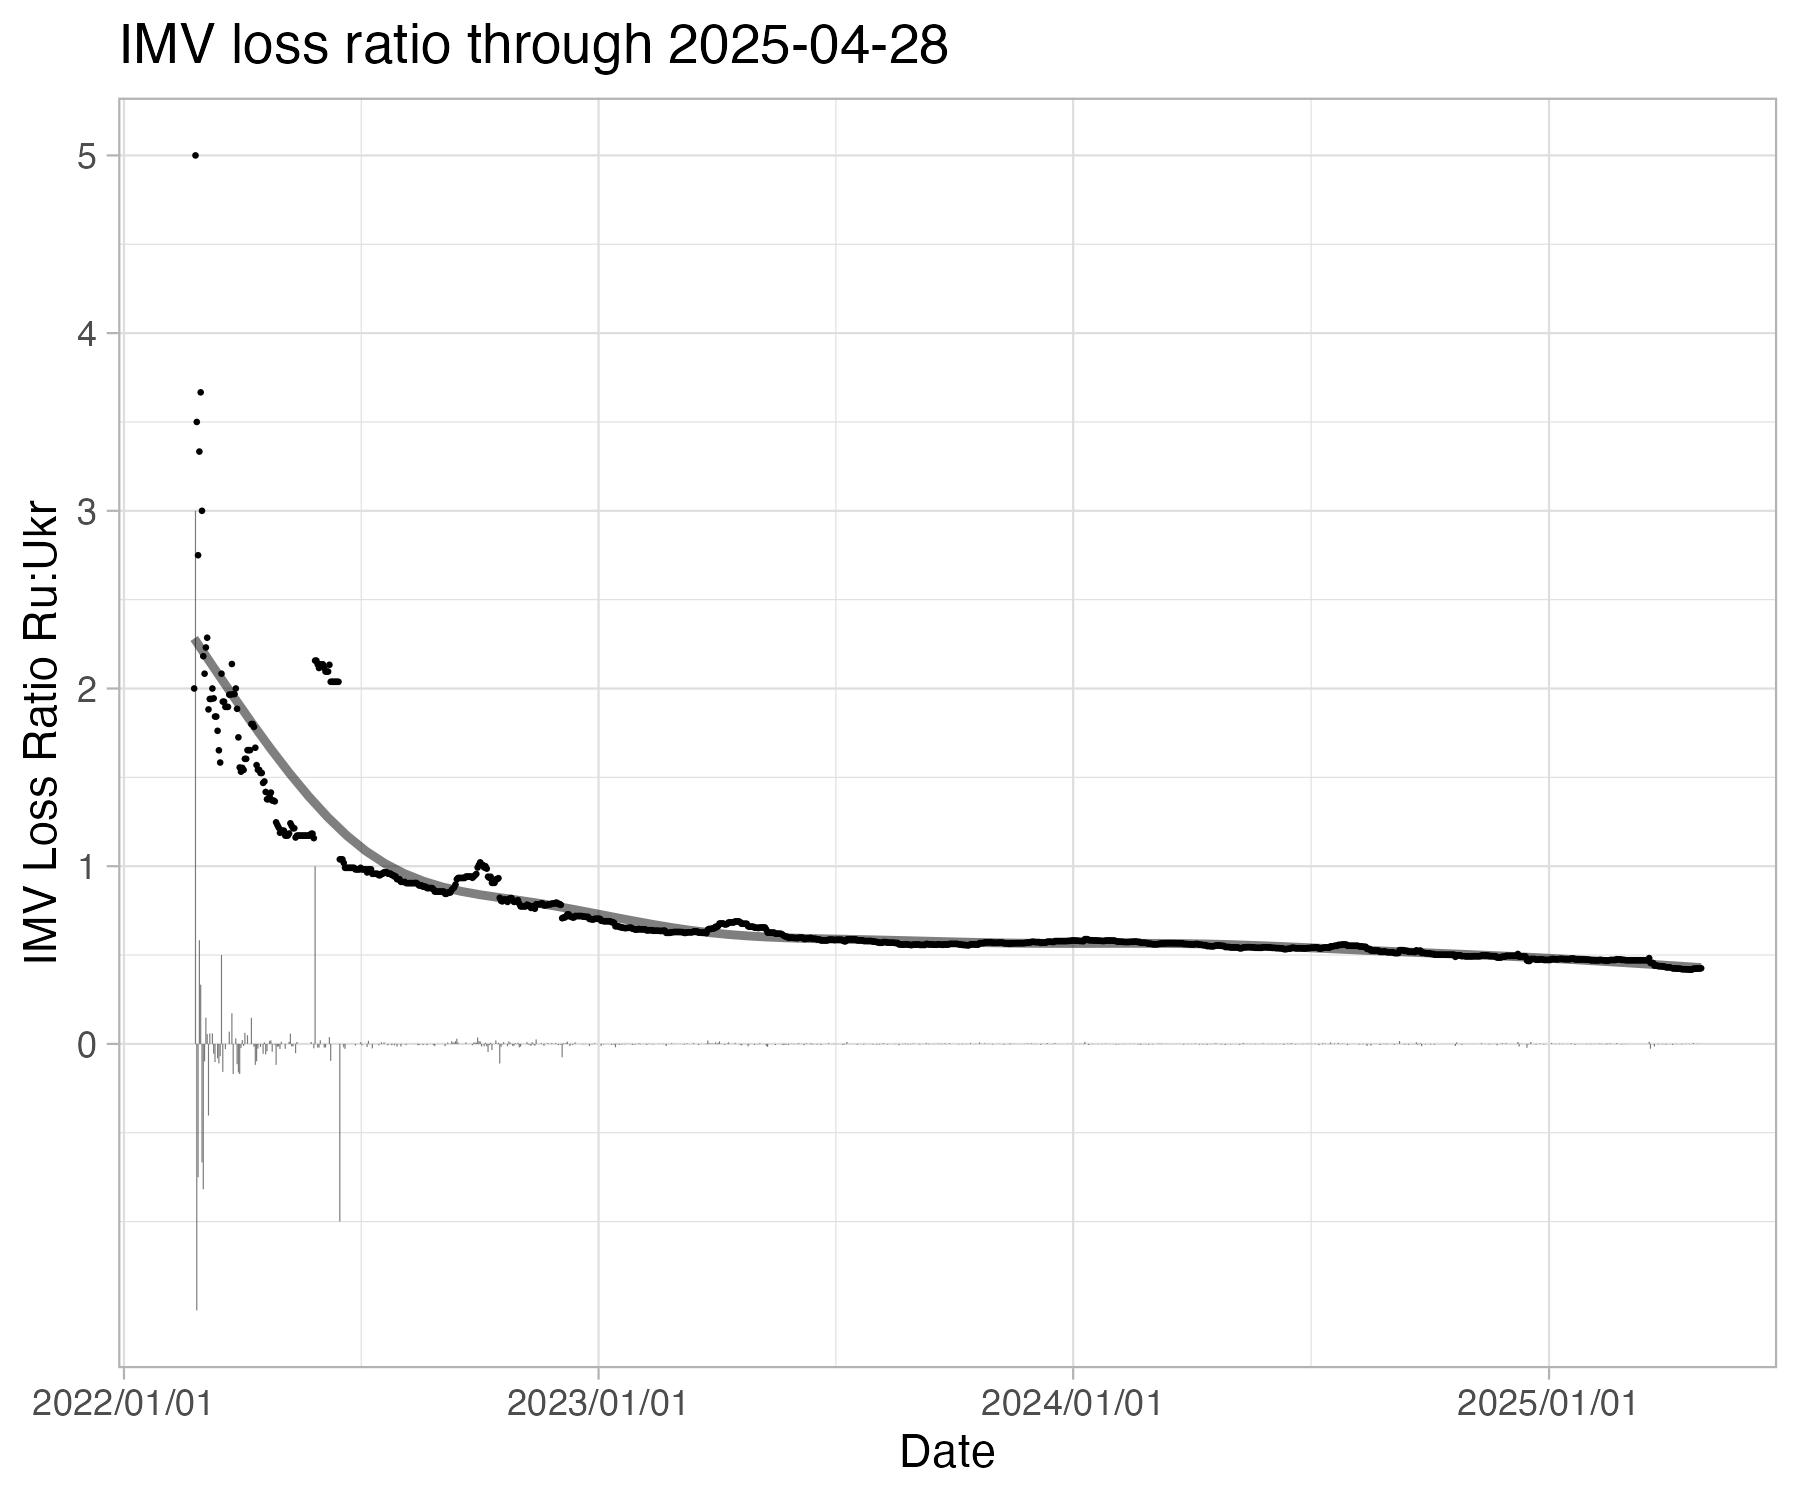 IMV loss ratio through 2025-04-28
IMV Loss Ratio Ru:Ukr
5
4
3
2
1
0
2022/01/01 2023/01/01 2024/01/01 2025/01/01
Date